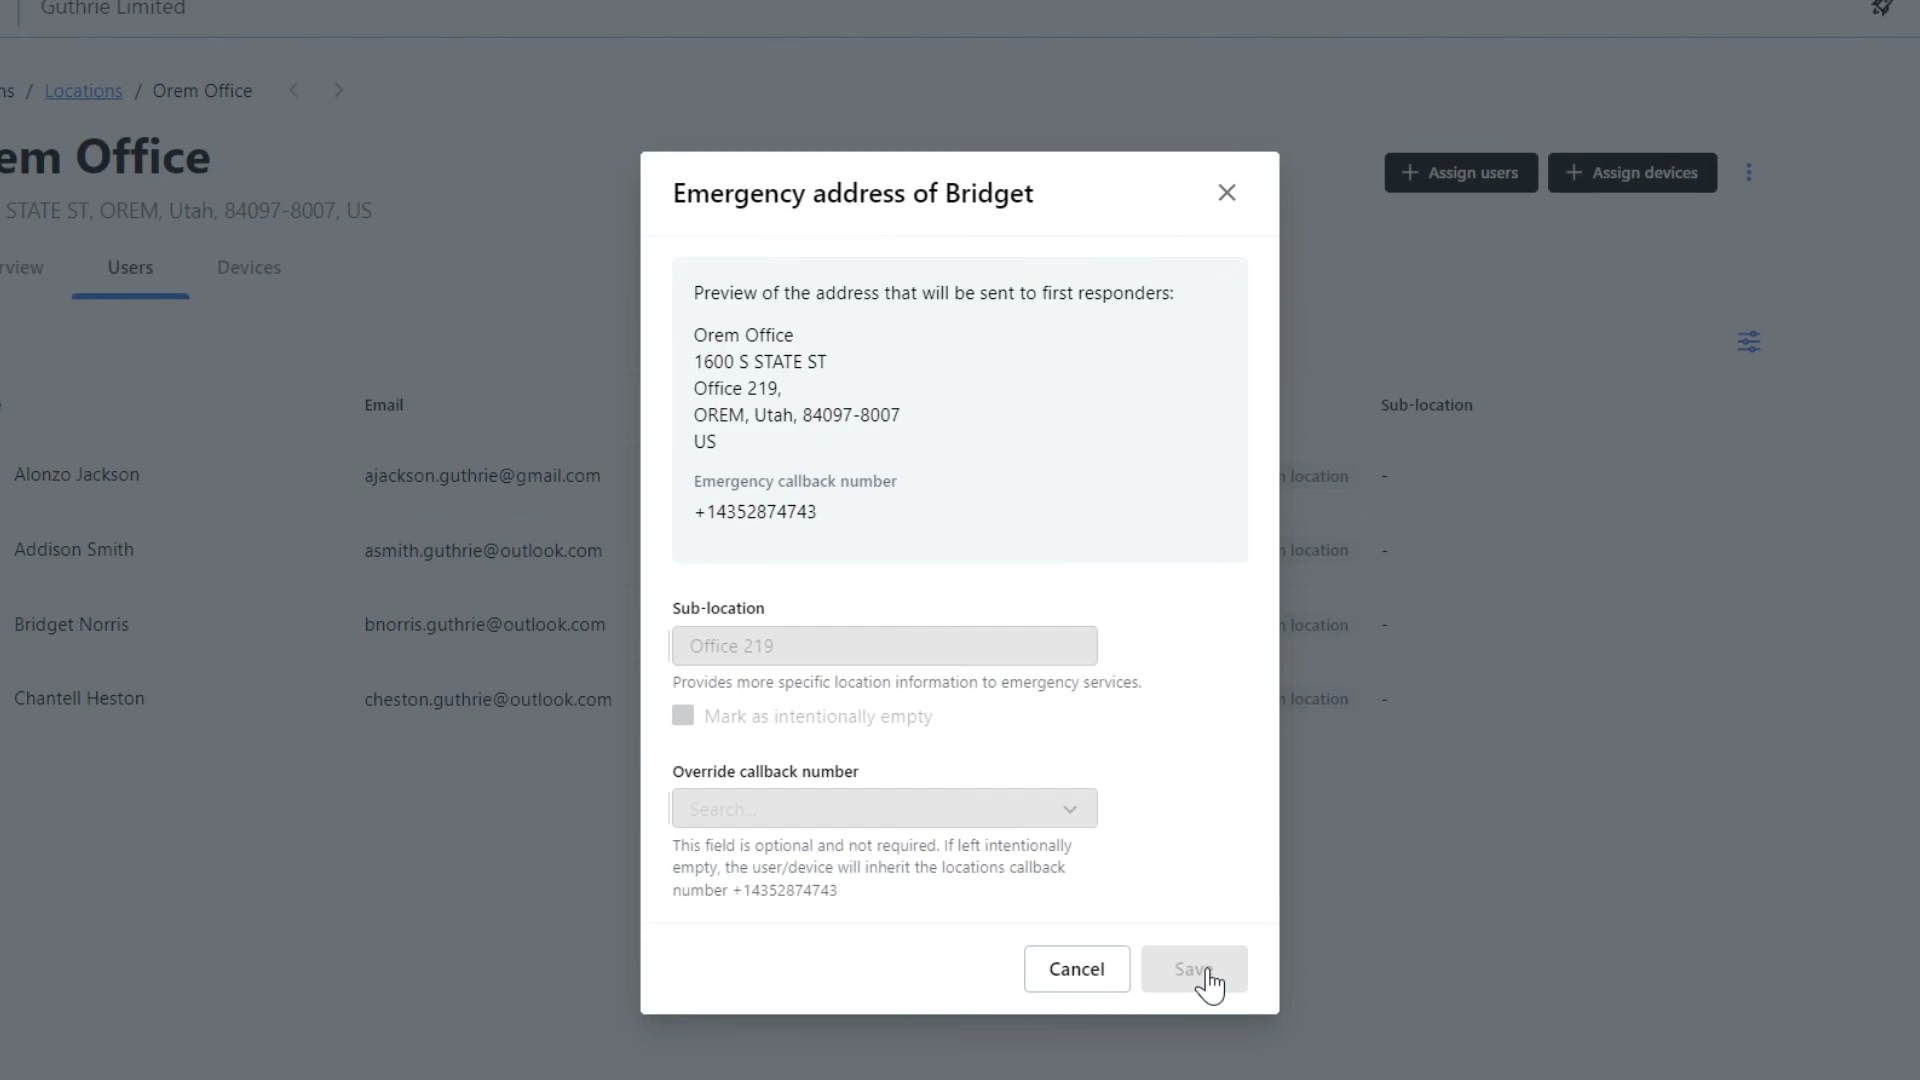 Guthrie Limited
ns / Locations / Orem Office
em Office
STATE ST, OREM, Utah, 84097-8007, US
+ Assign users
+ Assign devices
rview
Users
Devices
Email
Sub-location
Alonzo Jackson
ajackson.guthrie@gmail.com
n location
-
Addison Smith
asmith.guthrie@outlook.com
n location
-
Bridget Norris
bnorris.guthrie@outlook.com
n location
-
Chantell Heston
cheston.guthrie@outlook.com
n location
-
Emergency address of Bridget
Preview of the address that will be sent to first responders:
Orem Office
1600 S STATE ST
Office 219,
OREM, Utah, 84097-8007
US
Emergency callback number
+14352874743
Sub-location
Office 219
Provides more specific location information to emergency services.
Mark as intentionally empty
Override callback number
Search...
This field is optional and not required. If left intentionally
empty, the user/device will inherit the locations callback
number +14352874743
Cancel
Save